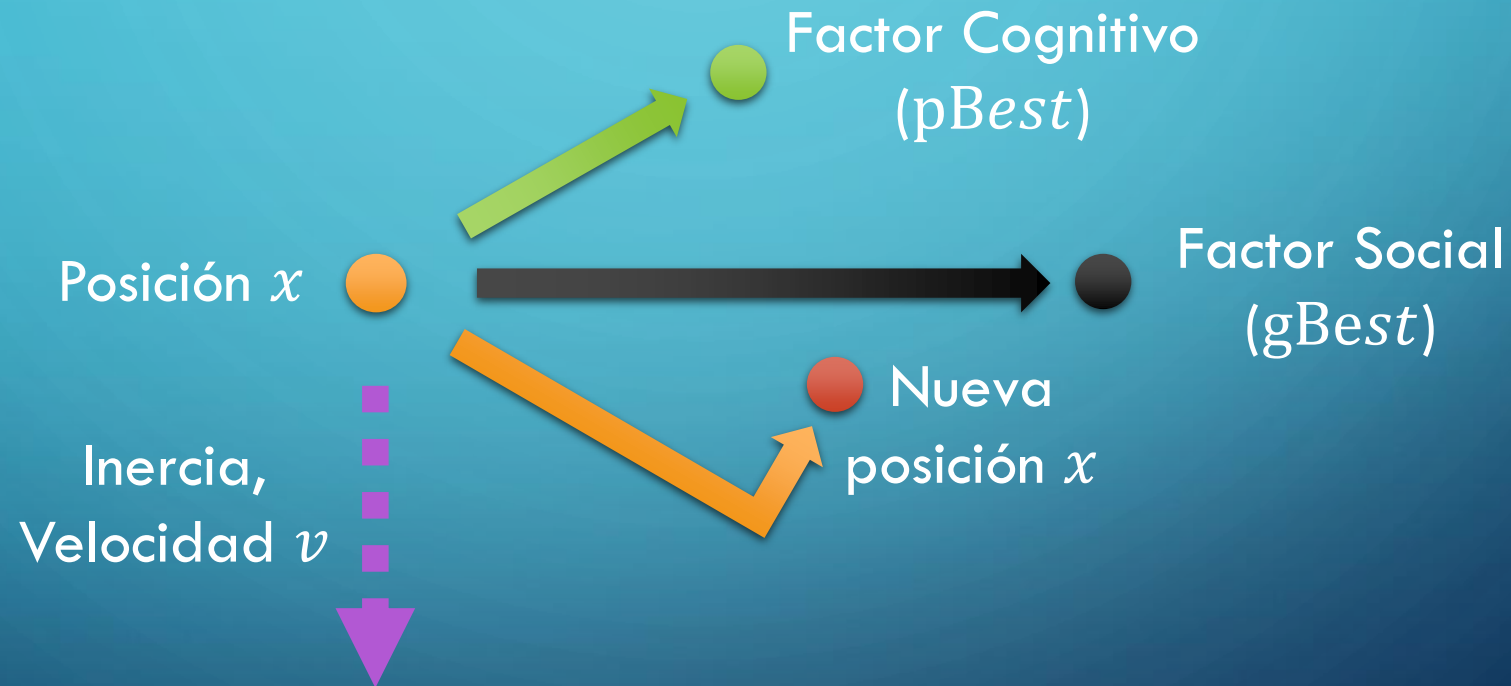 Factor Cognitivo
(pBest)
Factor Social
(gBest)
Posición x
Nueva
posición x
Inercia,
Velocidad v